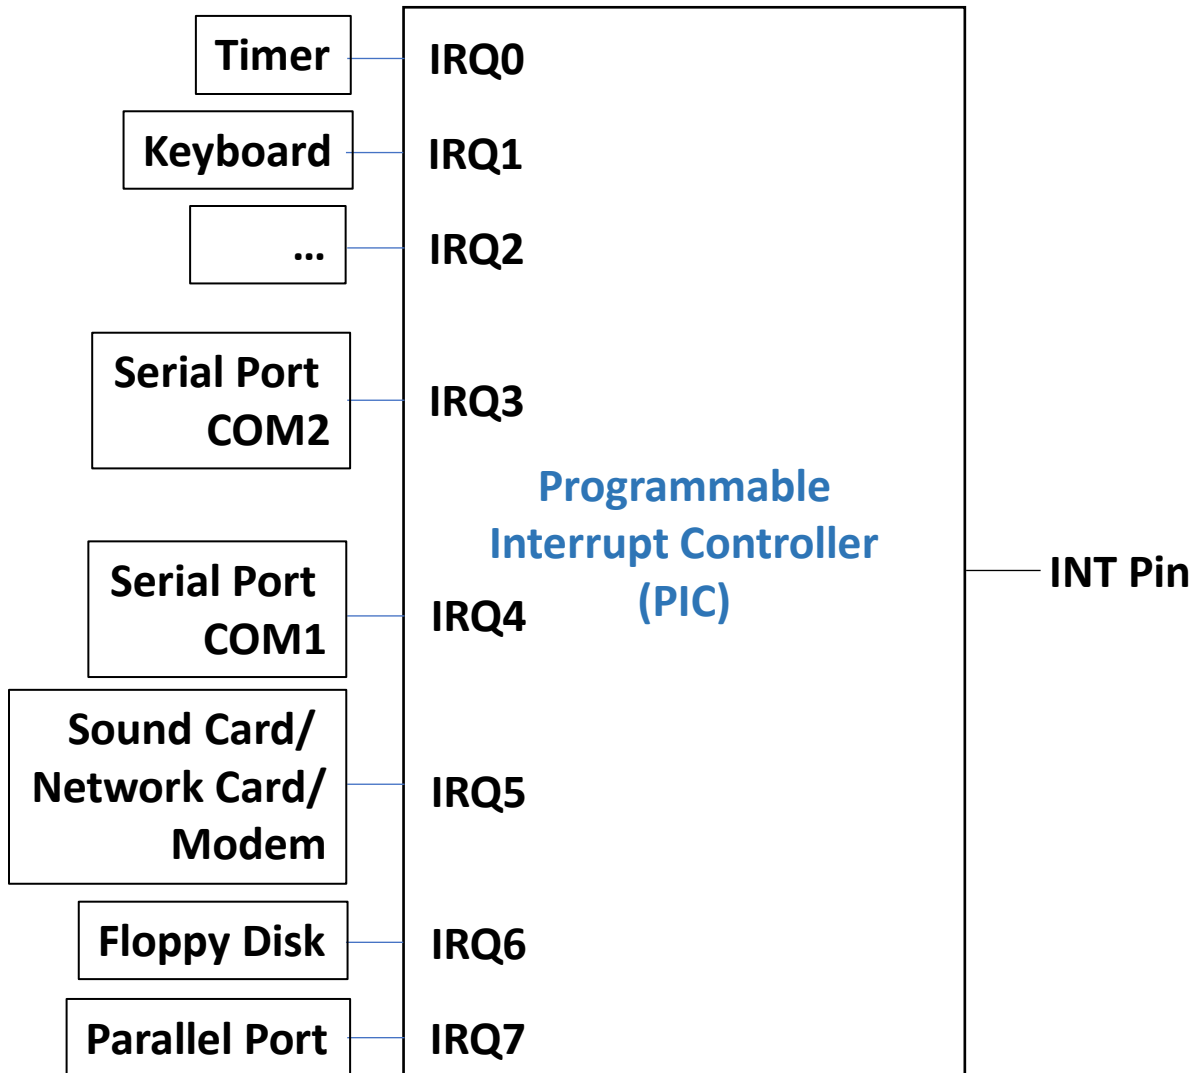 Timer
IRQ0
Keyboard
IRQ1
...
IRQ2
Serial Port
COM2
IRQ3
Programmable
Interrupt Controller
(PIC)
INT Pin
Serial Port
COM1
IRQ4
Sound Card/
Network Card/
Modem
IRQ5
Floppy Disk
IRQ6
Parallel Port
IRQ7